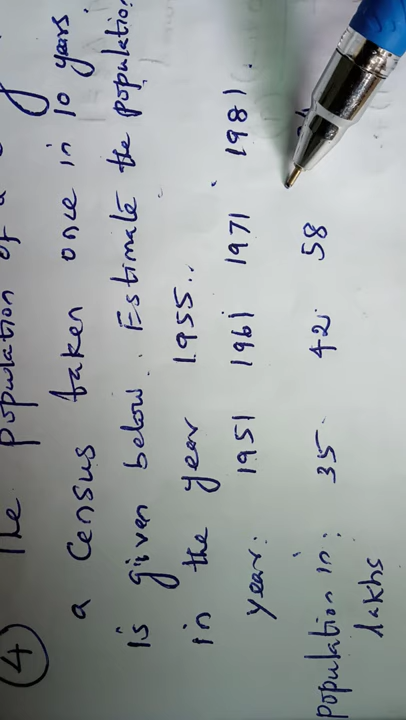 ④ The population of a
a census taken once in 10 years
is given below. Estimate the population
in the year 1955.
year: 1951 1961 1971 1981.
Population in: 35 42 58
lakhs